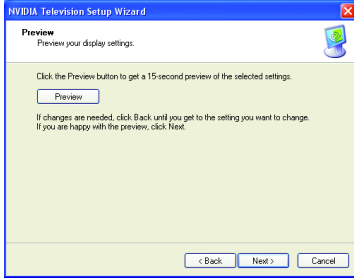 NVIDIA Television Setup Wizard
Preview
Preview your display settings.
Click the Preview button to get a 15-second preview of the selected settings.
Preview
If changes are needed, click Back until you get to the setting you want to change.
If you are happy with the preview, click Next.
< Back
Next >
Cancel